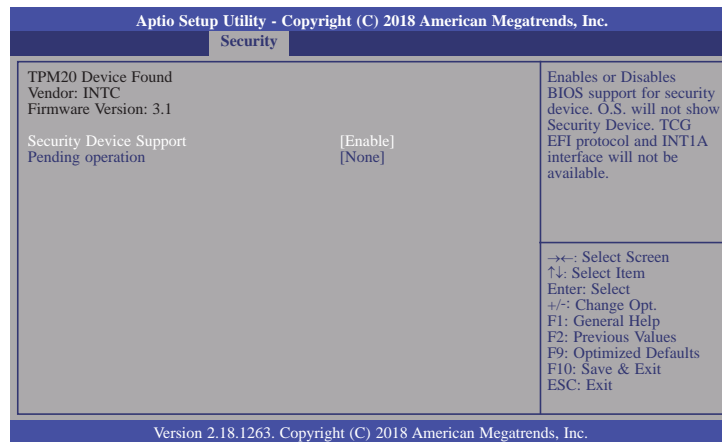 Aptio Setup Utility - Copyright (C) 2018 American Megatrends, Inc.
Security
TPM20 Device Found
Vendor: INTC
Firmware Version: 3.1
Security Device Support [Enable]
Pending operation [None]
Enables or Disables
BIOS support for security
device. O.S. will not show
Security Device. TCG
EFI protocol and INT1A
interface will not be
available.
→←: Select Screen
↑↓: Select Item
Enter: Select
+/-: Change Opt.
F1: General Help
F2: Previous Values
F9: Optimized Defaults
F10: Save & Exit
ESC: Exit
Version 2.18.1263. Copyright (C) 2018 American Megatrends, Inc.